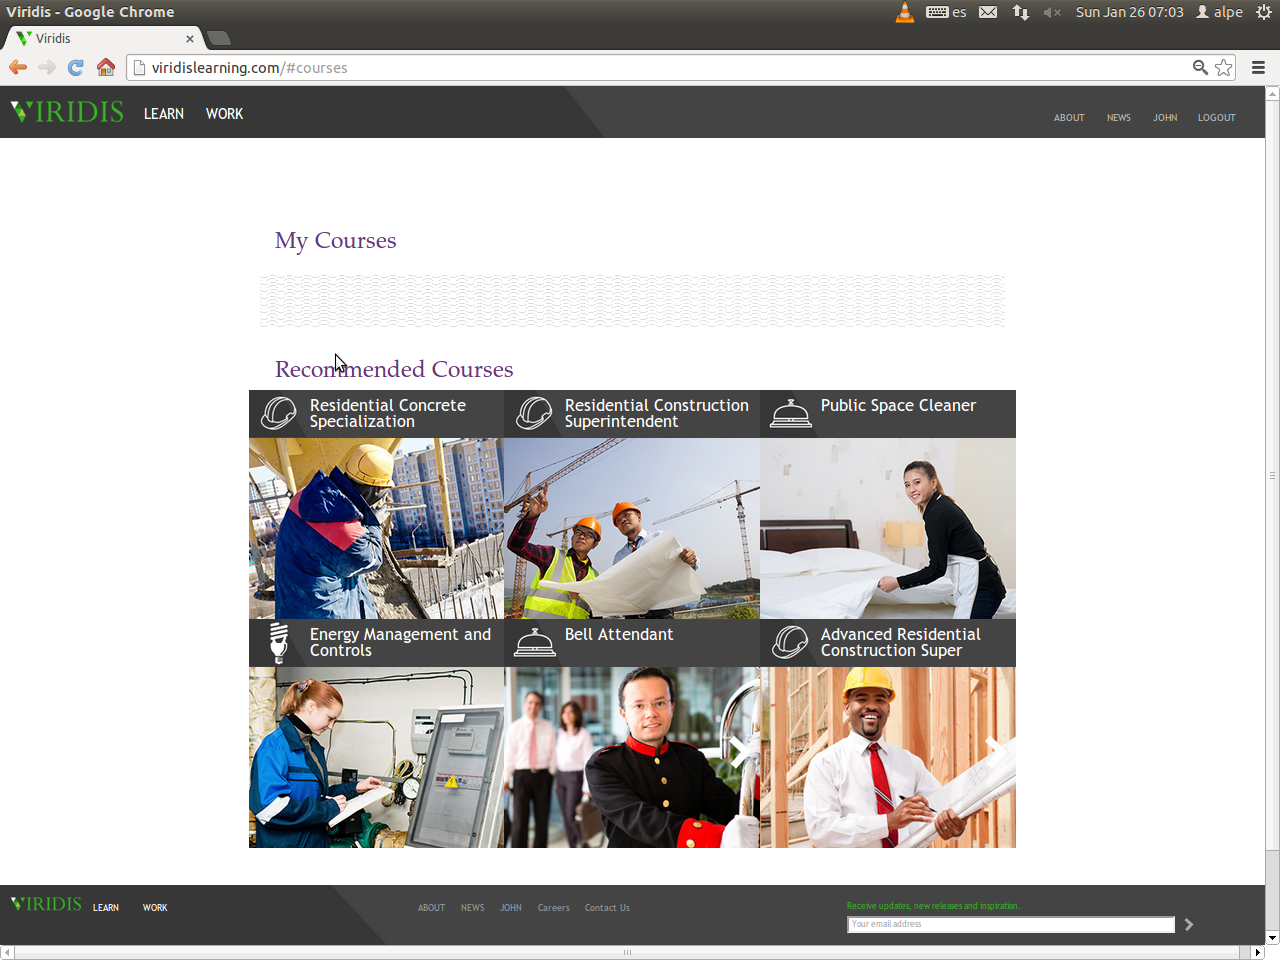 Viridis - Google Chrome
es
Sun Jan 26 07:03
alpe
Viridis
viridislearning.com/#courses
VIRIDIS LEARN WORK
ABOUT NEWS JOHN LOGOUT
My Courses
Recommended Courses
Residential Concrete
Specialization
Residential Construction
Superintendent
Public Space Cleaner
Energy Management and
Controls
Bell Attendant
Advanced Residential
Construction Super
VIRIDIS LEARN WORK
ABOUT NEWS JOHN Careers Contact Us
Receive updates, new releases and inspiration.
Your email address